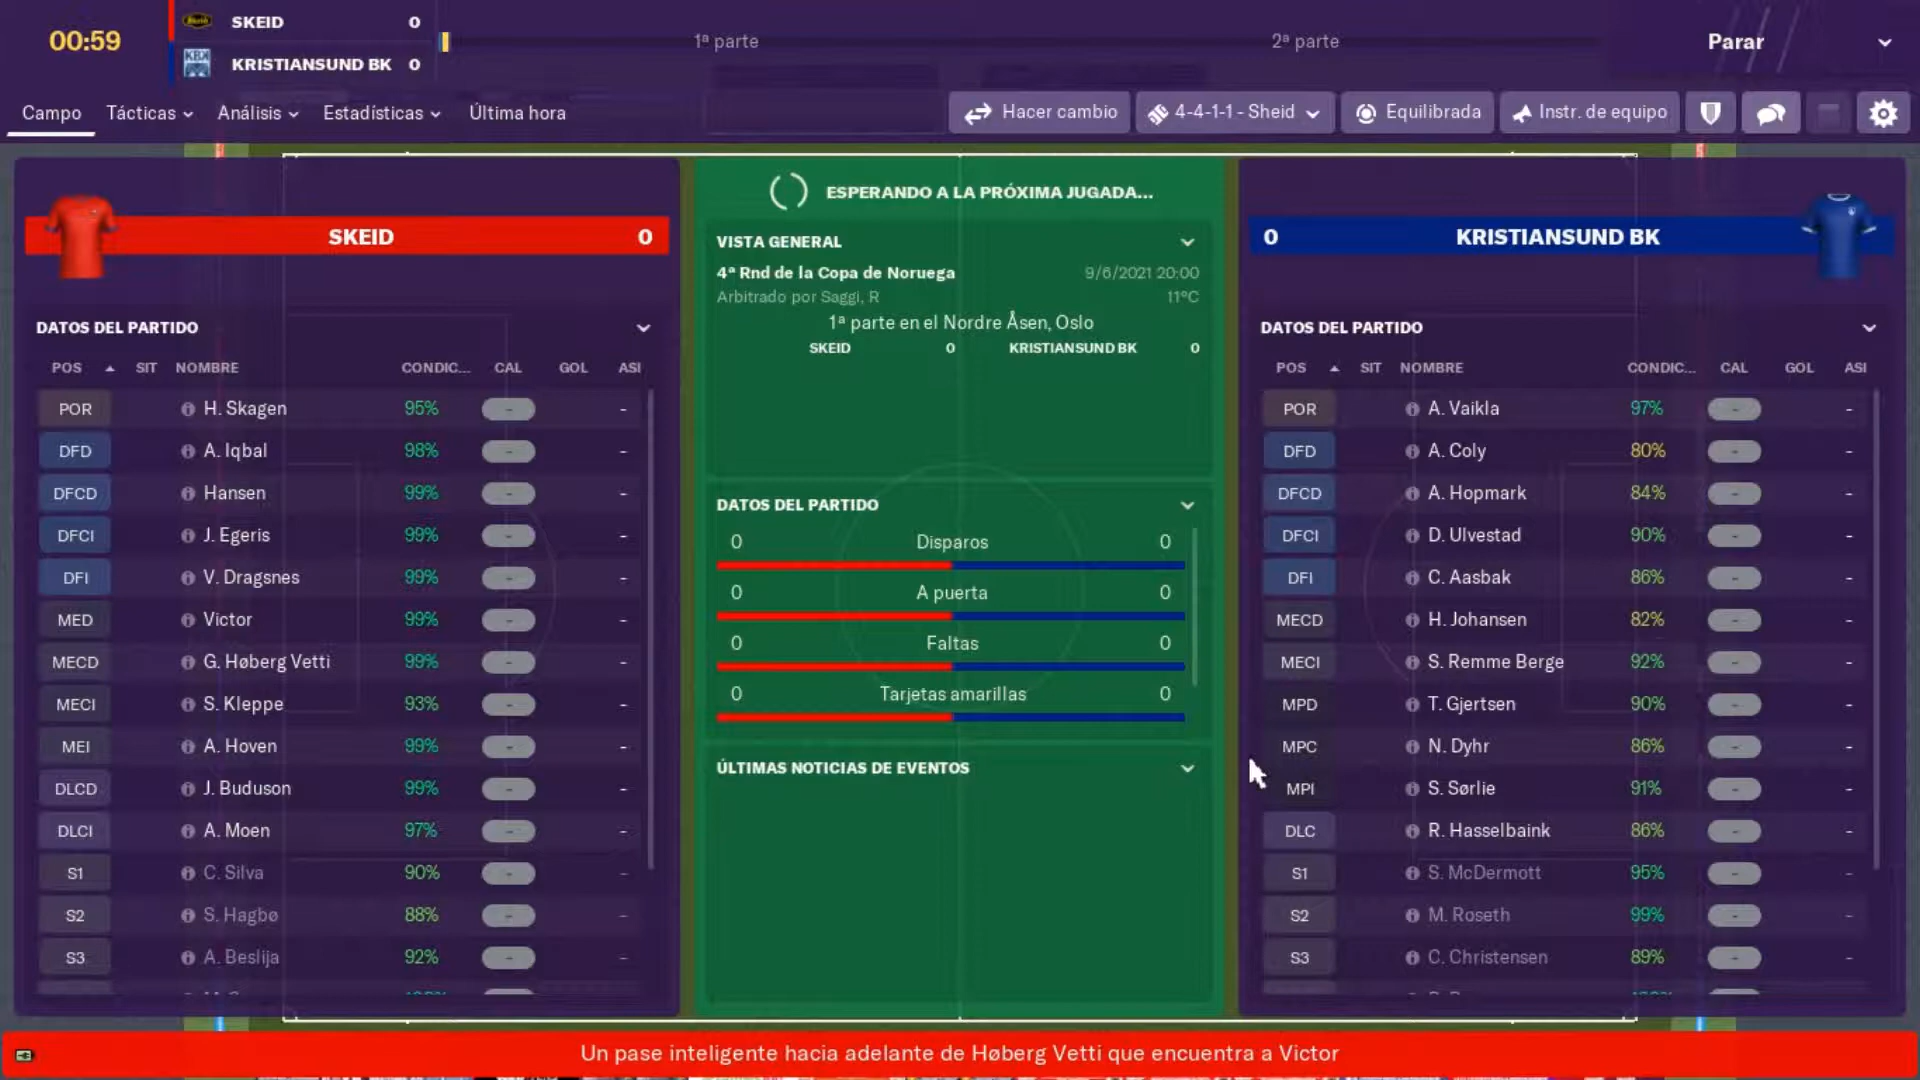 00:59
SKEID 0
KRISTIANSUND BK 0
1ª parte
2ª parte
Parar
Campo
Tácticas
Análisis
Estadísticas
Última hora
Hacer cambio
4-4-1-1 - Sheid
Equilibrada
Instr. de equipo
SKEID 0
DATOS DEL PARTIDO
POS SIT NOMBRE CONDIC... CAL GOL ASI
POR H. Skagen 95% - -
DFD A. Iqbal 98% - -
DFCD Hansen 99% - -
DFCI J. Egeris 99% - -
DFI V. Dragsnes 99% - -
MED Victor 99% - -
MECD G. Høberg Vetti 99% - -
MECI S. Kleppe 93% - -
MEI A. Hoven 99% - -
DLCD J. Buduson 99% - -
DLCI A. Moen 97% - -
S1 C. Silva 90% - -
S2 S. Hagbø 88% - -
S3 A. Beslija 92% - -
ESPERANDO A LA PRÓXIMA JUGADA...
VISTA GENERAL
4ª Rnd de la Copa de Noruega 9/6/2021 20:00
Arbitrado por Saggi, R 11°C
1ª parte en el Nordre Åsen, Oslo
SKEID 0 KRISTIANSUND BK 0
DATOS DEL PARTIDO
0 Disparos 0
0 A puerta 0
0 Faltas 0
0 Tarjetas amarillas 0
ÚLTIMAS NOTICIAS DE EVENTOS
0 KRISTIANSUND BK
DATOS DEL PARTIDO
POS SIT NOMBRE CONDIC... CAL GOL ASI
POR A. Vaikla 97% - -
DFD A. Coly 80% - -
DFCD A. Hopmark 84% - -
DFCI D. Ulvestad 90% - -
DFI C. Aasbak 86% - -
MECD H. Johansen 82% - -
MECI S. Remme Berge 92% - -
MPD T. Gjertsen 90% - -
MPC N. Dyhr 86% - -
MPI S. Sørlie 91% - -
DLC R. Hasselbaink 86% - -
S1 S. McDermott 95% - -
S2 M. Roseth 99% - -
S3 C. Christensen 89% - -
Un pase inteligente hacia adelante de Høberg Vetti que encuentra a Victor